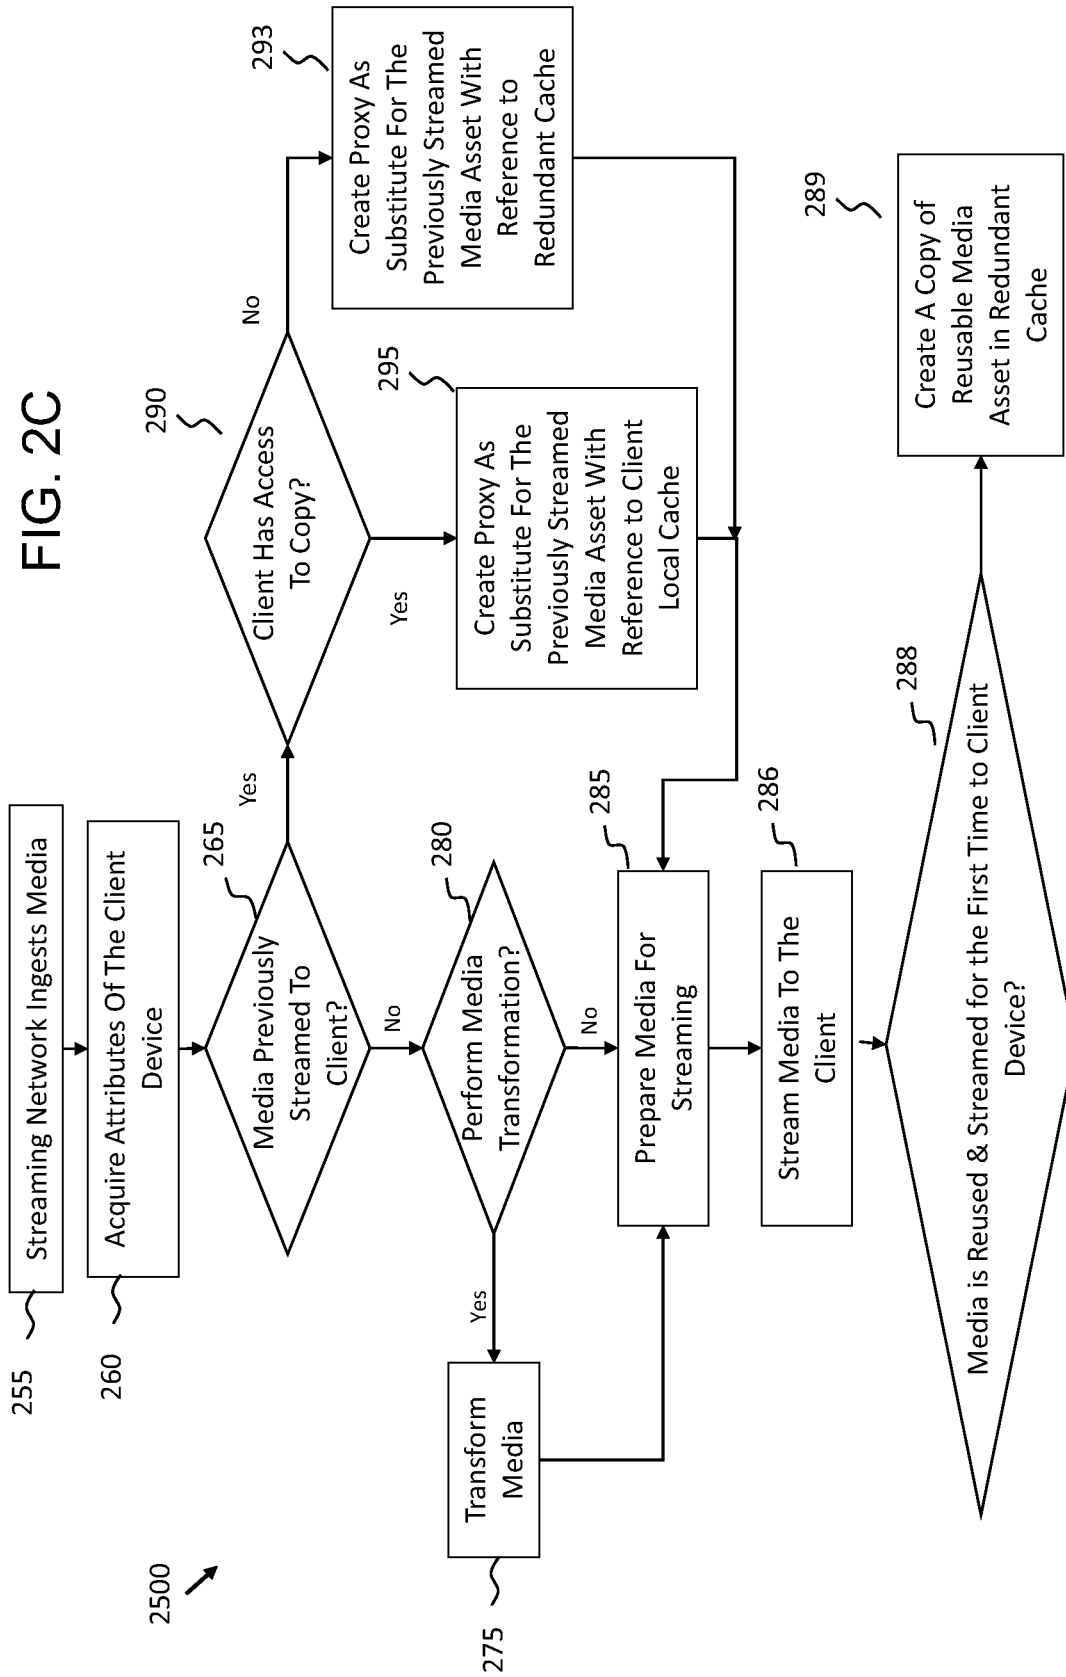 FIG. 2C
2500
255
Streaming Network Ingests Media
260
Acquire Attributes Of The Client
Device
265
Media Previously
Streamed To
Client?
Yes
No
290
Client Has Access
To Copy?
No
Yes
293
Create Proxy As
Substitute For The
Previously Streamed
Media Asset With
Reference to
Redundant Cache
295
Create Proxy As
Substitute For The
Previously Streamed
Media Asset With
Reference to Client
Local Cache
280
Perform Media
Transformation?
Yes
No
275
Transform
Media
285
Prepare Media For
Streaming
286
Stream Media To The
Client
288
Media is Reused & Streamed for the First Time to Client
Device?
289
Create A Copy of
Reusable Media
Asset in Redundant
Cache